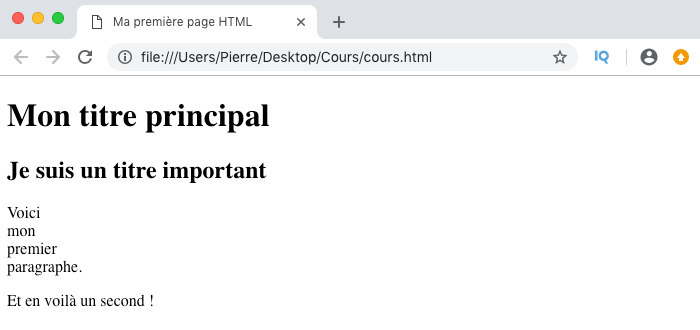 Ma première page HTML
file:///Users/Pierre/Desktop/Cours/cours.html
IQ
Mon titre principal
Je suis un titre important
Voici
mon
premier
paragraphe.
Et en voilà un second !